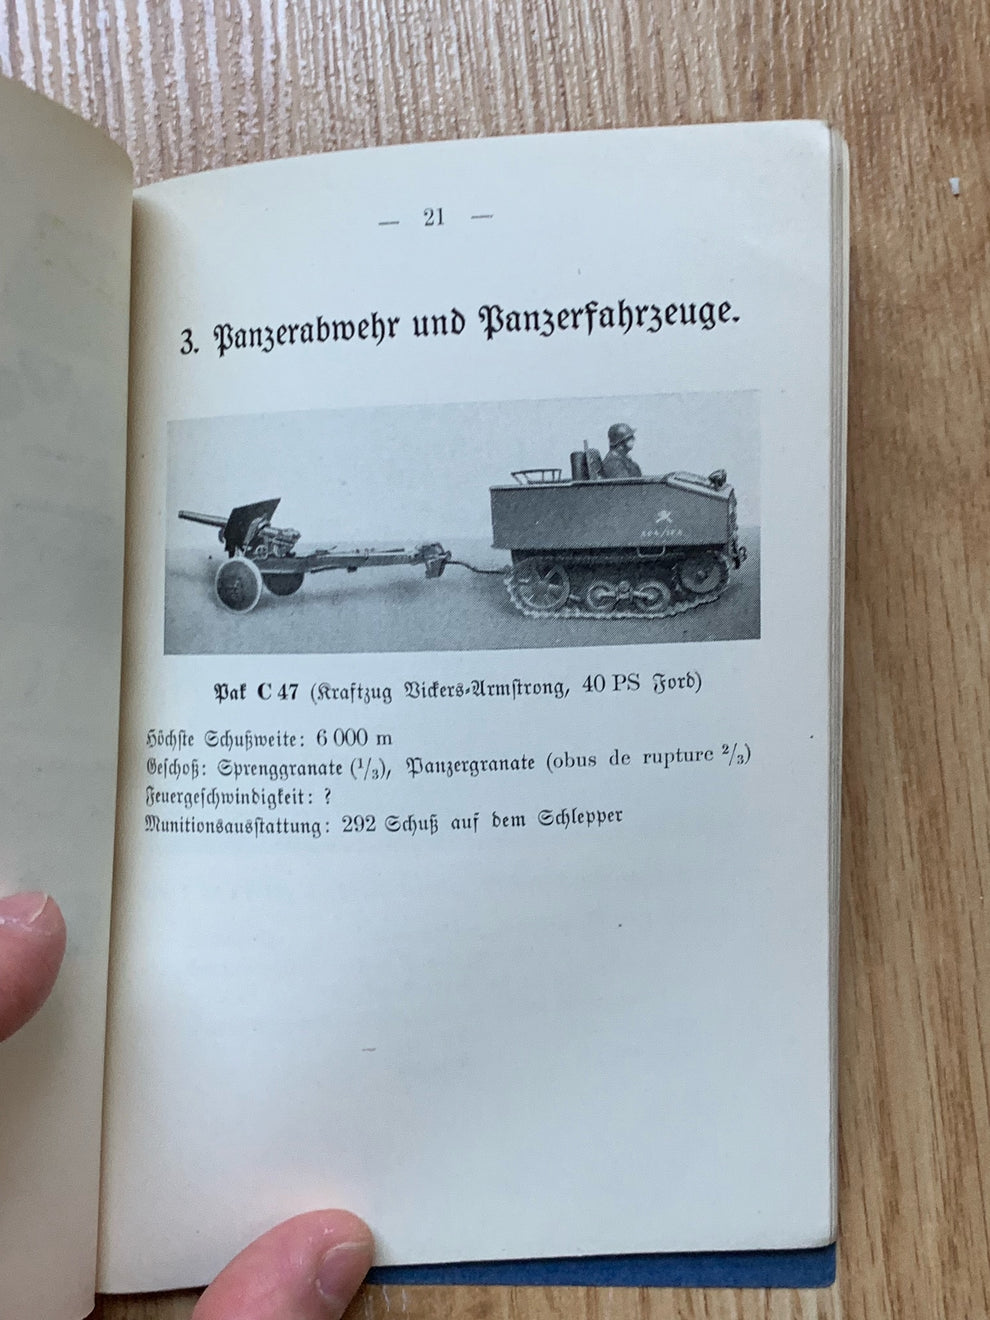 — 21 —
3. Panzerabwehr und Panzerfahrzeuge.
Pak C 47 (Kraftzug Vickers-Armstrong, 40 PS Ford)
Höchste Schußweite: 6 000 m
Geschoß: Sprenggranate (1/3), Panzergranate (obus de rupture 2/3)
Feuergeschwindigkeit: ?
Munitionsausstattung: 292 Schuß auf dem Schlepper